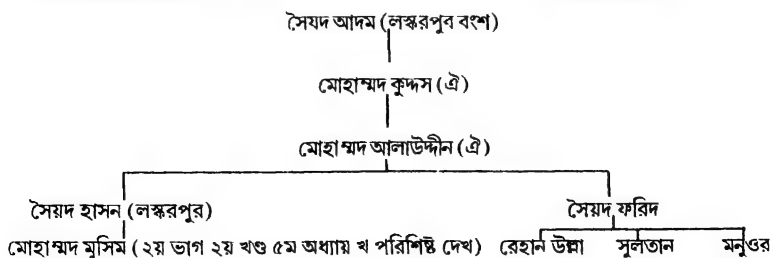 সৈয়দ আদম (লস্করপুব বংশ)
মোহাম্মদ কুদ্দস (ঐ)
মোহাম্মদ আলাউদ্দীন (ঐ)
সৈয়দ হাসন (লস্করপুর) সৈয়দ ফরিদ
মোহাম্মদ মুসিম (২য় ভাগ ২য় খণ্ড ৫ম অধ্যায় খ পরিশিষ্ট দেখ) রেহান উল্লা সুলতান মনুওর